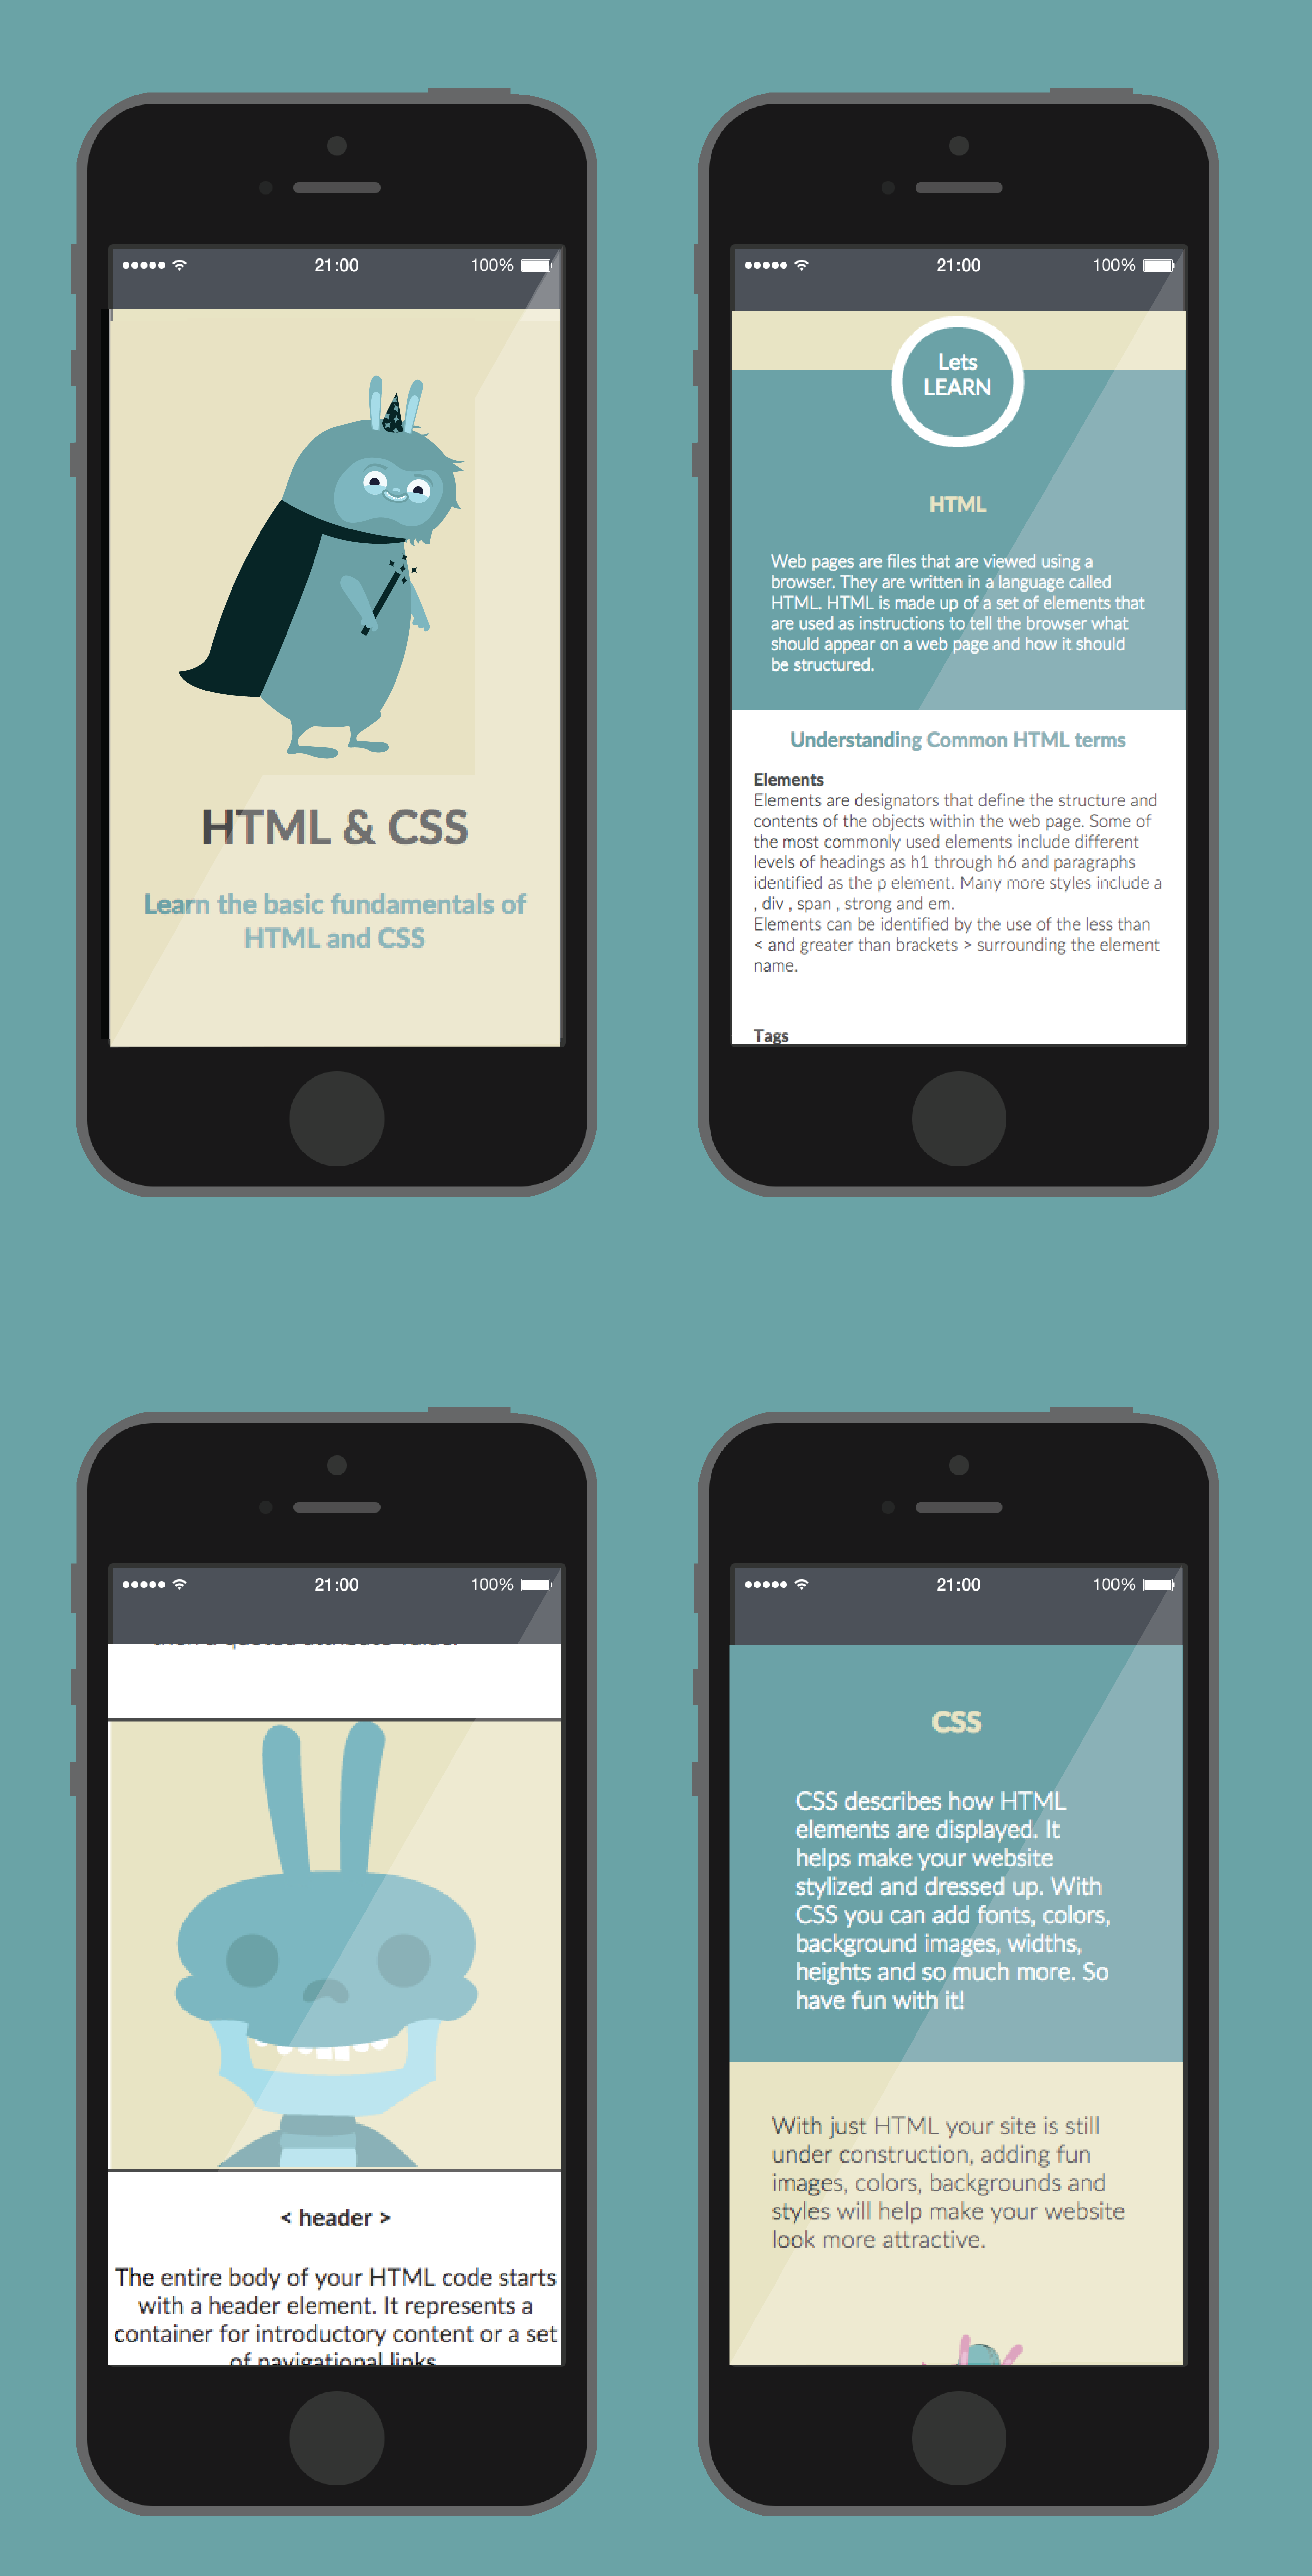 21:00
100%
HTML & CSS
Learn the basic fundamentals of
HTML and CSS
21:00
100%
Lets
LEARN
HTML
Web pages are files that are viewed using a
browser. They are written in a language called
HTML. HTML is made up of a set of elements that
are used as instructions to tell the browser what
should appear on a web page and how it should
be structured.
Understanding Common HTML terms
Elements
Elements are designators that define the structure and
contents of the objects within the web page. Some of
the most commonly used elements include different
levels of headings as h1 through h6 and paragraphs
identified as the p element. Many more styles include a
, div , span , strong and em.
Elements can be identified by the use of the less than
< and greater than brackets > surrounding the element
name.
Tags
21:00
100%
< header >
The entire body of your HTML code starts
with a header element. It represents a
container for introductory content or a set
of navigational links
21:00
100%
CSS
CSS describes how HTML
elements are displayed. It
helps make your website
stylized and dressed up. With
CSS you can add fonts, colors,
background images, widths,
heights and so much more. So
have fun with it!
With just HTML your site is still
under construction, adding fun
images, colors, backgrounds and
styles will help make your website
look more attractive.